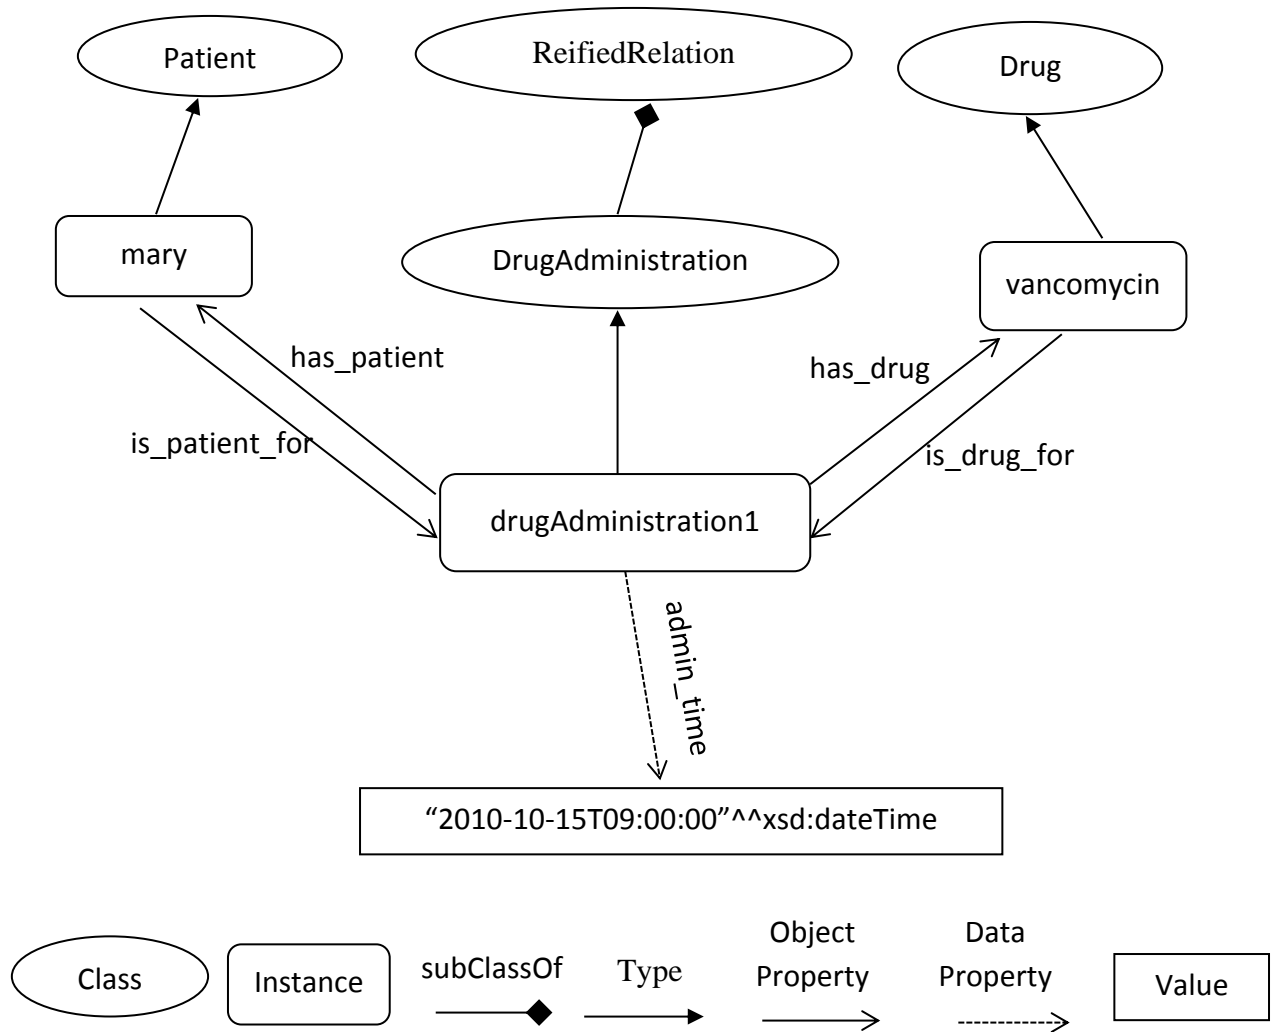 Patient
ReifiedRelation
Drug
mary
DrugAdministration
vancomycin
has_patient
has_drug
is_patient_for
is_drug_for
drugAdministration1
admin_time
“2010-10-15T09:00:00”^^xsd:dateTime
Class
Instance
subClassOf
Type
Object
Property
Data
Property
Value